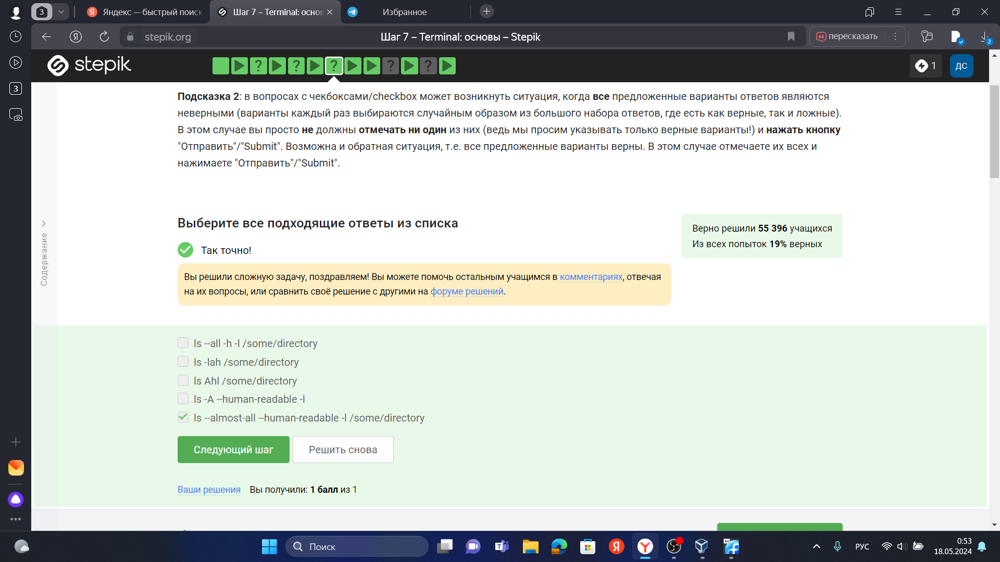 3
Яндекс — быстрый поиск
Шаг 7 – Terminal: основ
Избранное
stepik.org
Шаг 7 – Terminal: основы – Stepik
пересказать
2
3
stepik
1
ДС
Содержание
Подсказка 2: в вопросах с чекбоксами/checkbox может возникнуть ситуация, когда все предложенные варианты ответов являются
неверными (варианты каждый раз выбираются случайным образом из большого набора ответов, где есть как верные, так и ложные).
В этом случае вы просто не должны отмечать ни один из них (ведь мы просим указывать только верные варианты!) и нажать кнопку
"Отправить"/"Submit". Возможна и обратная ситуация, т.е. все предложенные варианты верны. В этом случае отмечаете их всех и
нажимаете "Отправить"/"Submit".
Выберите все подходящие ответы из списка
Верно решили 55 396 учащихся
Из всех попыток 19% верных
Так точно!
Вы решили сложную задачу, поздравляем! Вы можете помочь остальным учащимся в комментариях, отвечая
на их вопросы, или сравнить своё решение с другими на форуме решений.
ls --all -h -l /some/directory
ls -lah /some/directory
ls Ahl /some/directory
ls -A --human-readable -l
ls --almost-all --human-readable -l /some/directory
Следующий шаг
Решить снова
Ваши решения Вы получили: 1 балл из 1
Поиск
64
РУС
0:53
18.05.2024